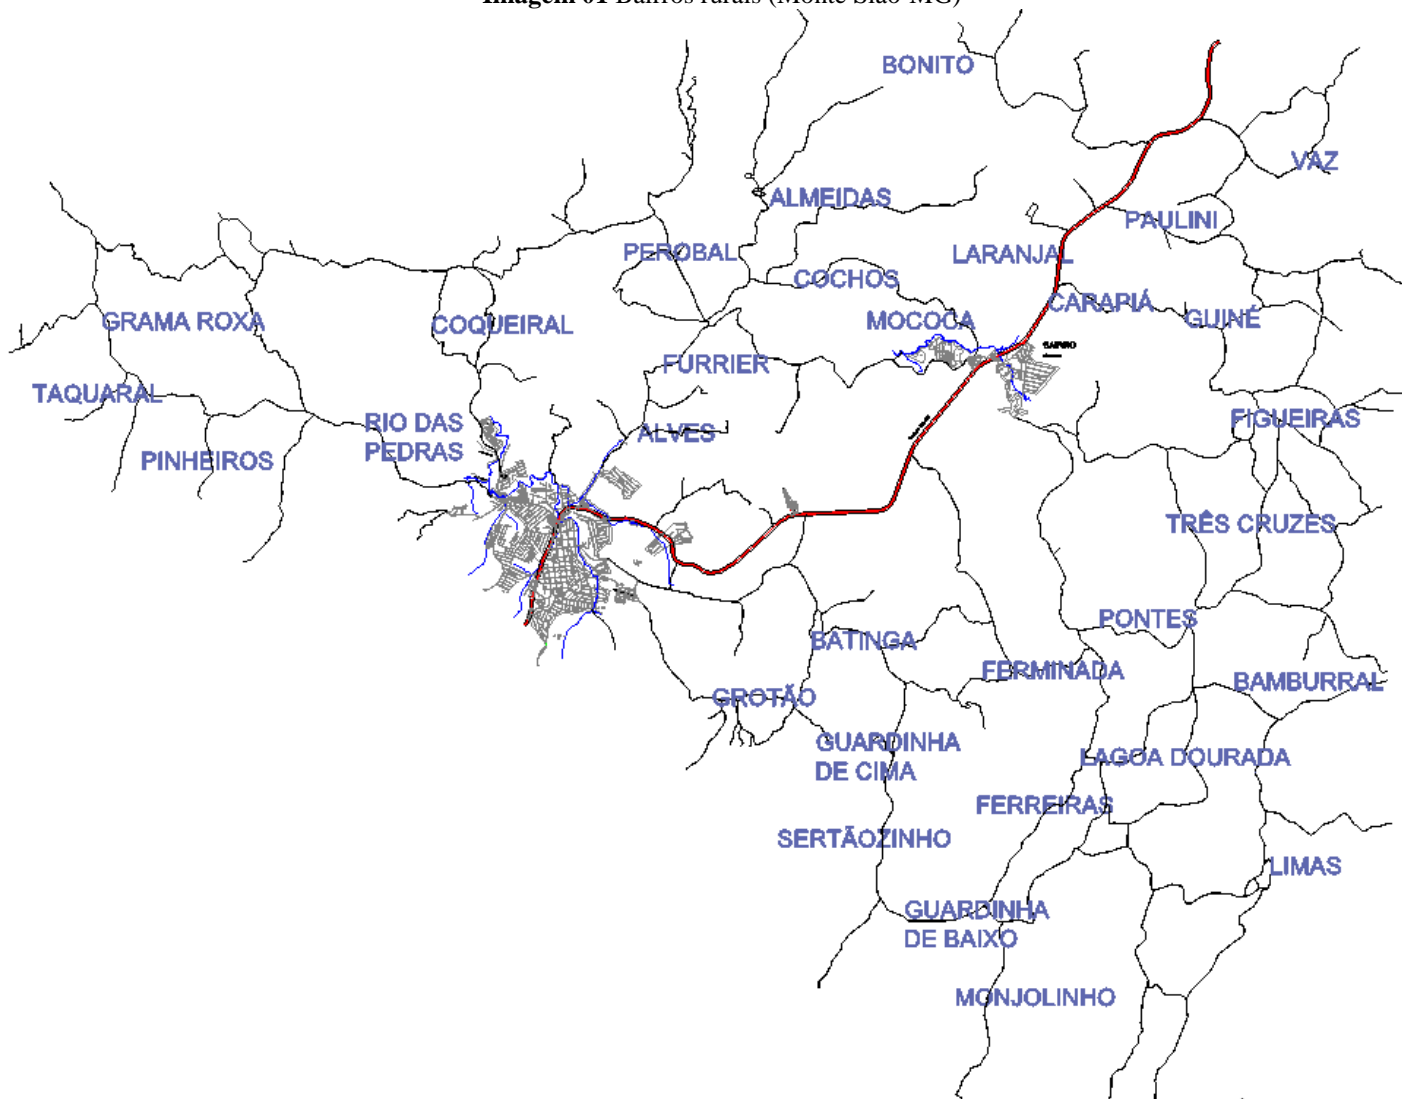 Imagem 01 Bairros rurais (Monte Sião-MG)
BONITO
VAZ
ALMEIDAS
PAULINI
PEROBAL
LARANJAL
COCHOS
CARAPIÁ
GRAMA ROXA
COQUEIRAL
MOCOCA
GUINÉ
BAIRRO
FURRIER
TAQUARAL
RIO DAS
PEDRAS
ALVES
FIGUEIRAS
PINHEIROS
TRÊS CRUZES
PONTES
BATINGA
FERMINADA
BAMBURRAL
GROTÃO
GUARDINHA
DE CIMA
LAGOA DOURADA
FERREIRAS
SERTÃOZINHO
LIMAS
GUARDINHA
DE BAIXO
MONJOLINHO